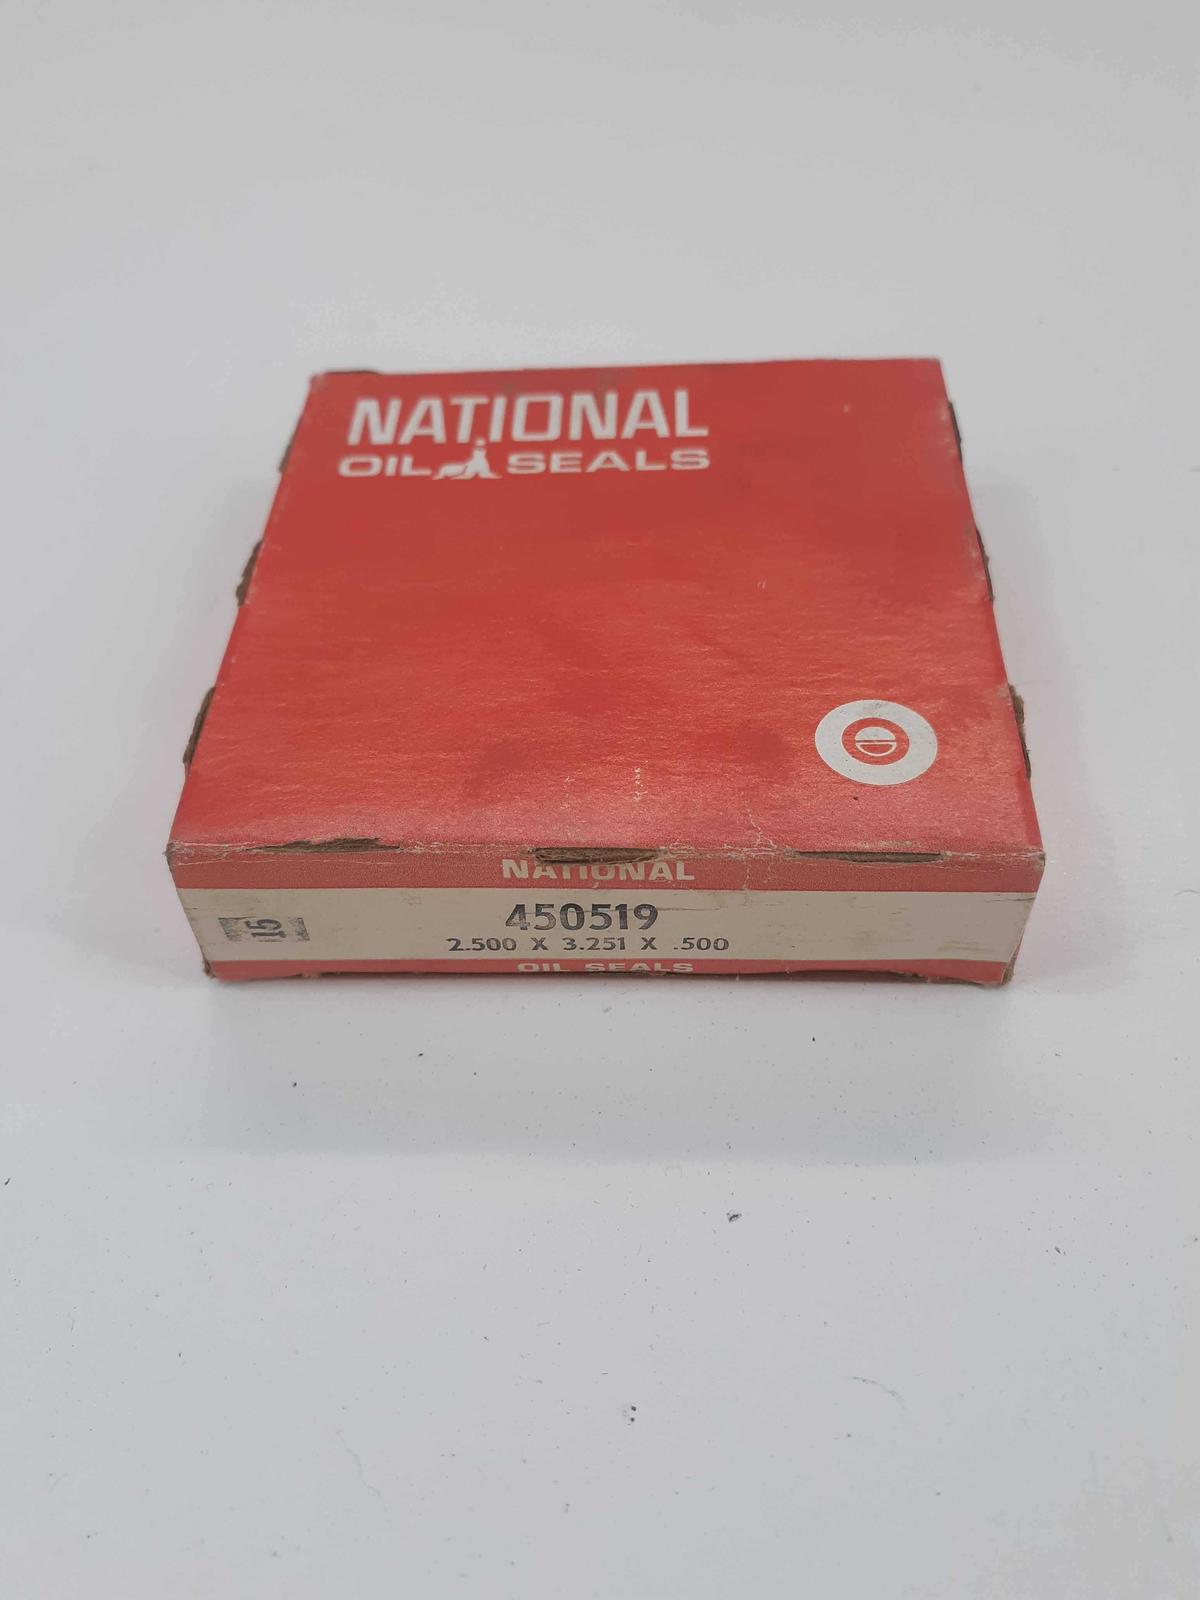 NATIONAL
OIL SEALS
NATIONAL
450519
15
2.500 X 3.251 X .500
OIL SEALS